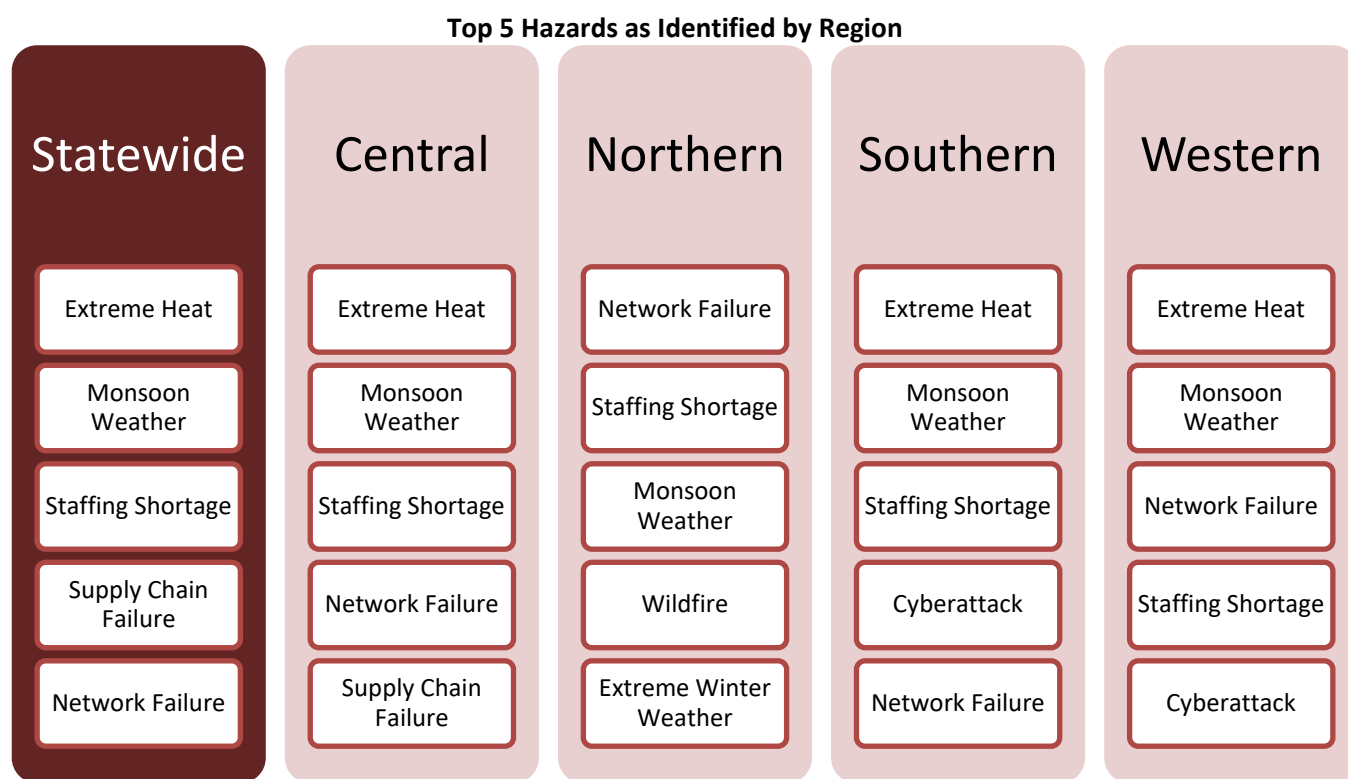 Top 5 Hazards as Identified by Region
Statewide
Extreme Heat
Monsoon
Weather
Staffing Shortage
Supply Chain
Failure
Network Failure
Central
Extreme Heat
Monsoon
Weather
Staffing Shortage
Network Failure
Supply Chain
Failure
Northern
Network Failure
Staffing Shortage
Monsoon
Weather
Wildfire
Extreme Winter
Weather
Southern
Extreme Heat
Monsoon
Weather
Staffing Shortage
Cyberattack
Network Failure
Western
Extreme Heat
Monsoon
Weather
Network Failure
Staffing Shortage
Cyberattack